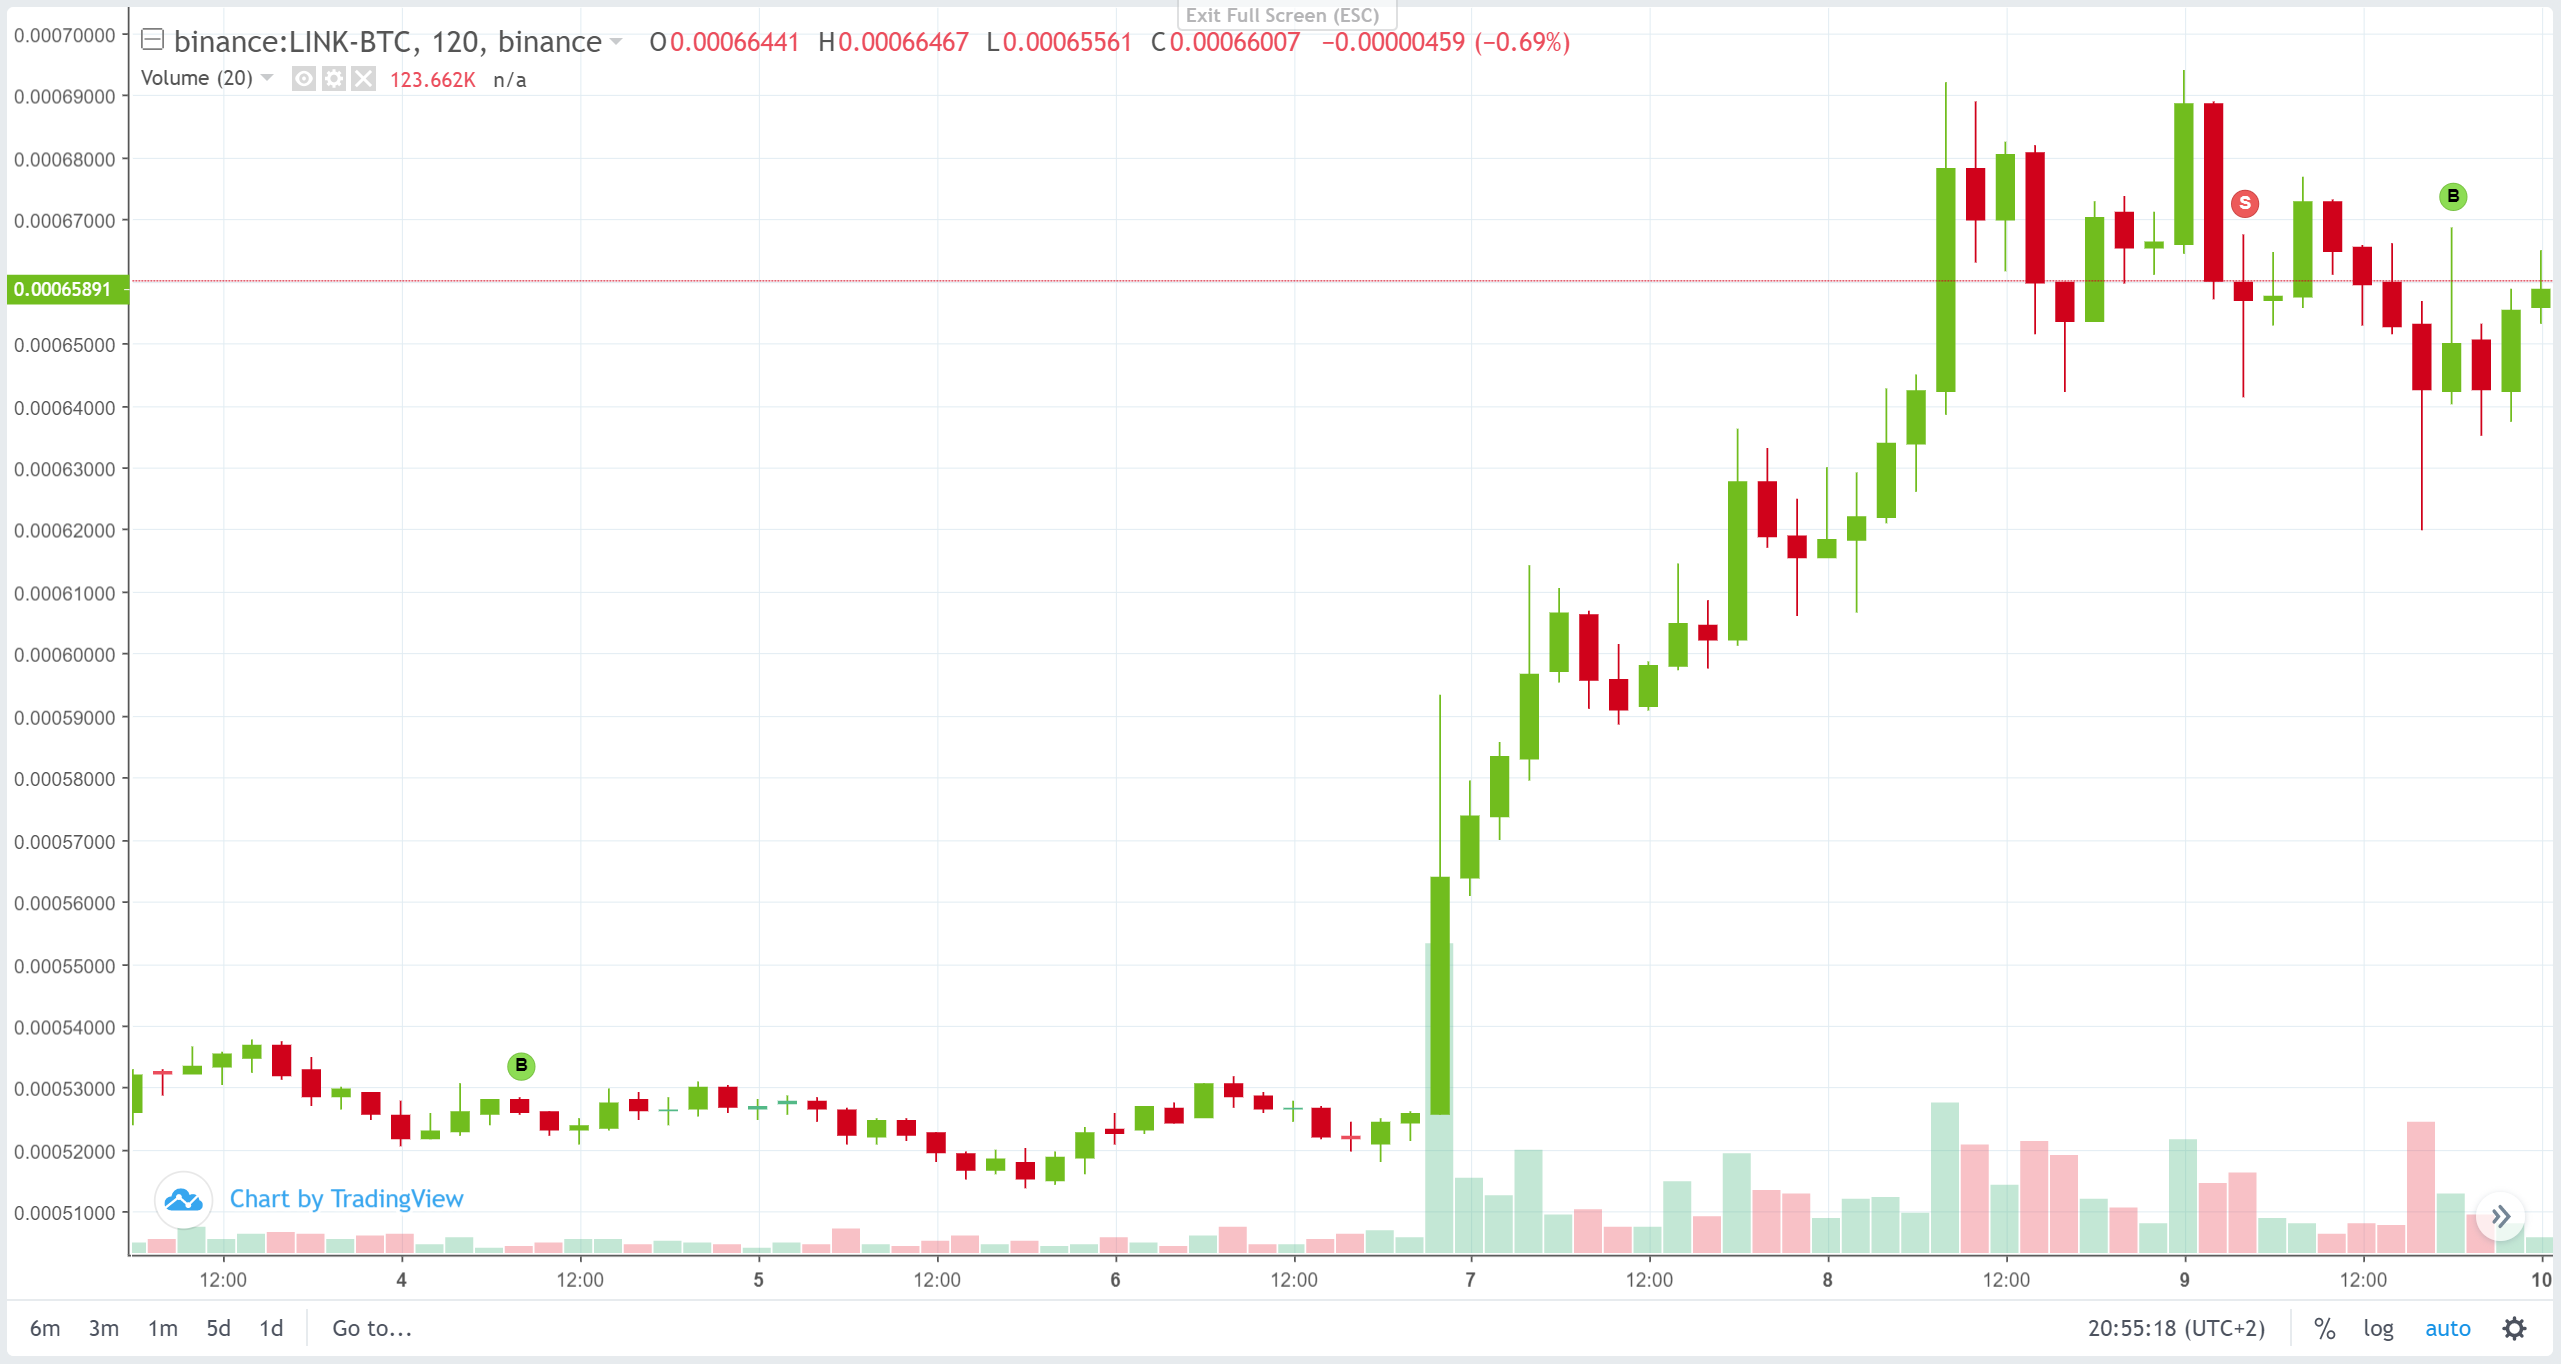 Exit Full Screen (ESC)
binance:LINK-BTC, 120, binance O0.00066441 H0.00066467 L0.00065561 C0.00066007 −0.00000459 (−0.69%)
Volume (20) 123.662K n/a
0.00070000
0.00069000
0.00068000
0.00067000
0.00065891
0.00065000
0.00064000
0.00063000
0.00062000
0.00061000
0.00060000
0.00059000
0.00058000
0.00057000
0.00056000
0.00055000
0.00054000
0.00053000
0.00052000
0.00051000
S
B
B
Chart by TradingView
12:00 4 12:00 5 12:00 6 12:00 7 12:00 8 12:00 9 12:00 10
6m 3m 1m 5d 1d Go to... 20:55:18 (UTC+2) % log auto